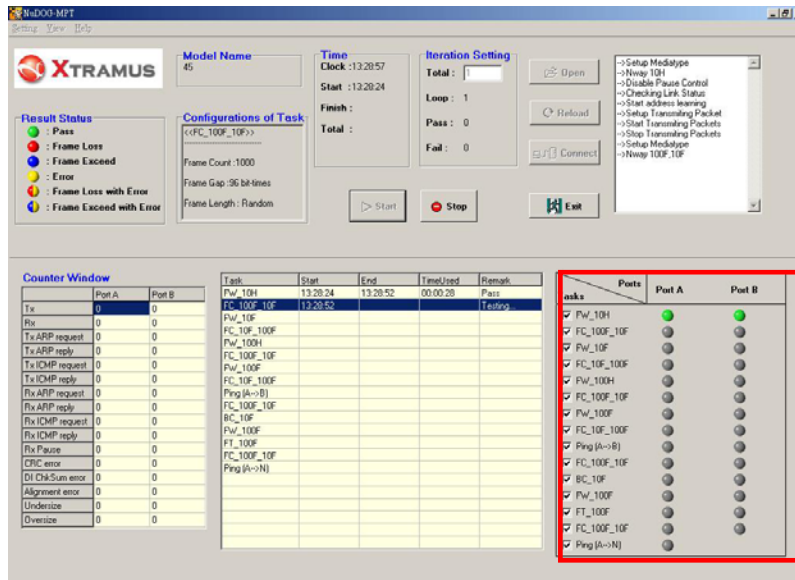 NuDOG-MPT
Setting View Help
XTRAMUS
Model Name
45
Time
Clock :13:28:57
Start :13:28:24
Finish :
Total :
Iteration Setting
Total : 1
Loop : 1
Pass : 0
Fail : 0
Open
Reload
Connect
-->Setup Mediatype
-->Nway 10H
-->Disable Pause Control
-->Checking Link Status
-->Start address learning
-->Setup Transmiting Packet
-->Start Transmiting Packets
-->Stop Transmiting Packets
-->Setup Mediatype
-->Nway 100F,10F
Result Status
: Pass
: Frame Loss
: Frame Exceed
: Error
: Frame Loss with Error
: Frame Exceed with Error
Configurations of Task
<<FC_100F_10F>>
Frame Count :1000
Frame Gap :96 bit-times
Frame Length : Random
Start
Stop
Exit
Counter Window
Port A Port B
Tx 0 0
Rx 0 0
Tx ARP request 0 0
Tx ARP reply 0 0
Tx ICMP request 0 0
Tx ICMP reply 0 0
Rx ARP request 0 0
Rx ARP reply 0 0
Rx ICMP request 0 0
Rx ICMP reply 0 0
Rx Pause 0 0
CRC error 0 0
DI ChkSum error 0 0
Alignment error 0 0
Undersize 0 0
Oversize 0 0
Task Start End TimeUsed Remark
FW_10H 13:28:24 13:28:52 00:00:28 Pass
FC_100F_10F 13:28:52 Testing...
FW_10F
FC_10F_100F
FW_100H
FC_100F_10F
FW_100F
FC_10F_100F
Ping (A->B)
FC_100F_10F
BC_10F
FW_100F
FT_100F
FC_100F_10F
Ping (A->N)
Ports
Tasks
Port A Port B
FW_10H
FC_100F_10F
FW_10F
FC_10F_100F
FW_100H
FC_100F_10F
FW_100F
FC_10F_100F
Ping (A->B)
FC_100F_10F
BC_10F
FW_100F
FT_100F
FC_100F_10F
Ping (A->N)